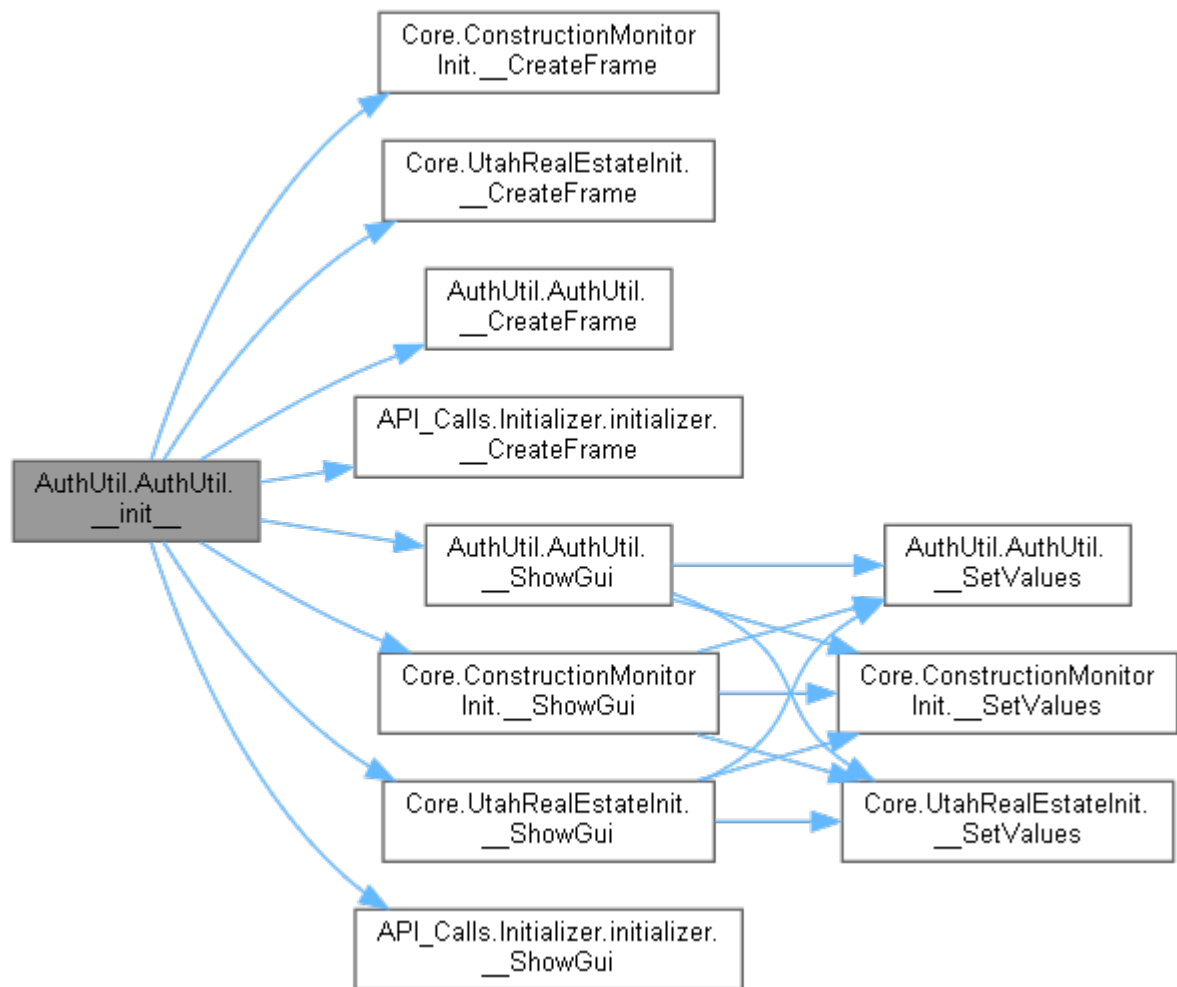 Core.ConstructionMonitor
Init.__CreateFrame
Core.UtahRealEstateInit.
__CreateFrame
AuthUtil.AuthUtil.
__CreateFrame
API_Calls.Initializer.initializer.
__CreateFrame
AuthUtil.AuthUtil.
__init__
AuthUtil.AuthUtil.
__ShowGui
AuthUtil.AuthUtil.
__SetValues
Core.ConstructionMonitor
Init.__ShowGui
Core.ConstructionMonitor
Init.__SetValues
Core.UtahRealEstateInit.
__ShowGui
Core.UtahRealEstateInit.
__SetValues
API_Calls.Initializer.initializer.
__ShowGui